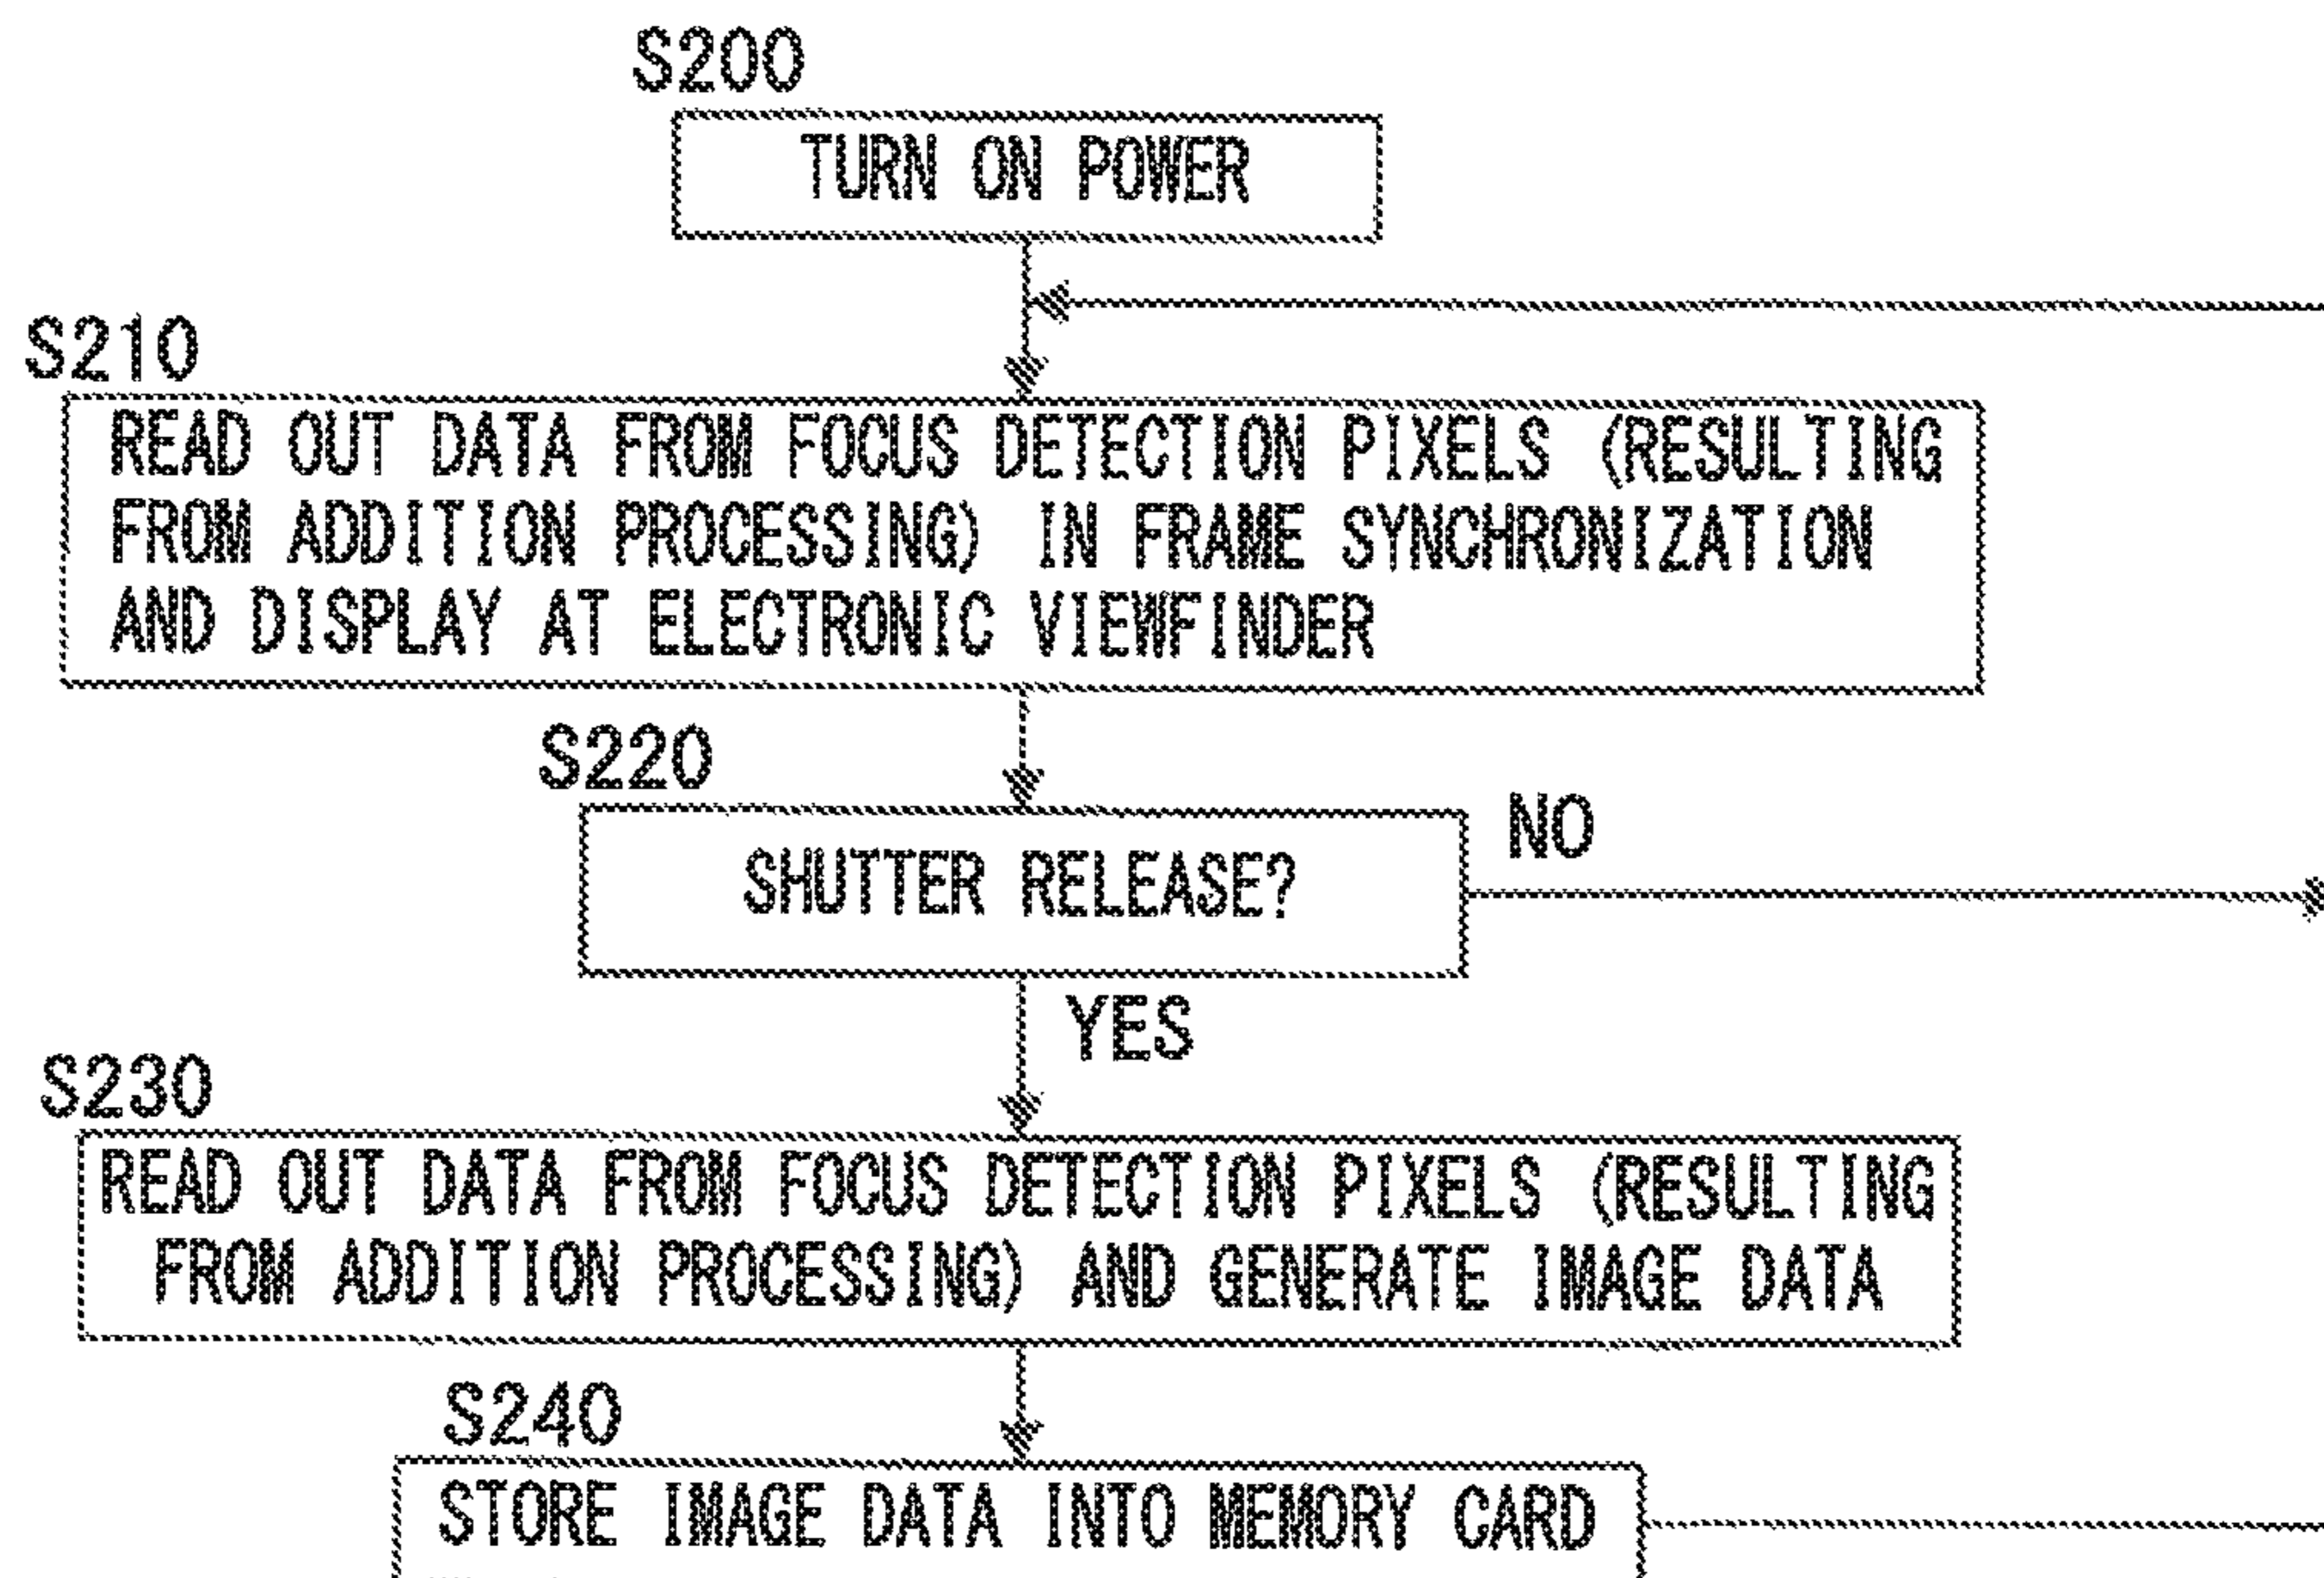 S200
TURN ON POWER
S210
READ OUT DATA FROM FOCUS DETECTION PIXELS (RESULTING
FROM ADDITION PROCESSING) IN FRAME SYNCHRONIZATION
AND DISPLAY AT ELECTRONIC VIEWFINDER
S220
SHUTTER RELEASE?
NO
YES
S230
READ OUT DATA FROM FOCUS DETECTION PIXELS (RESULTING
FROM ADDITION PROCESSING) AND GENERATE IMAGE DATA
S240
STORE IMAGE DATA INTO MEMORY CARD